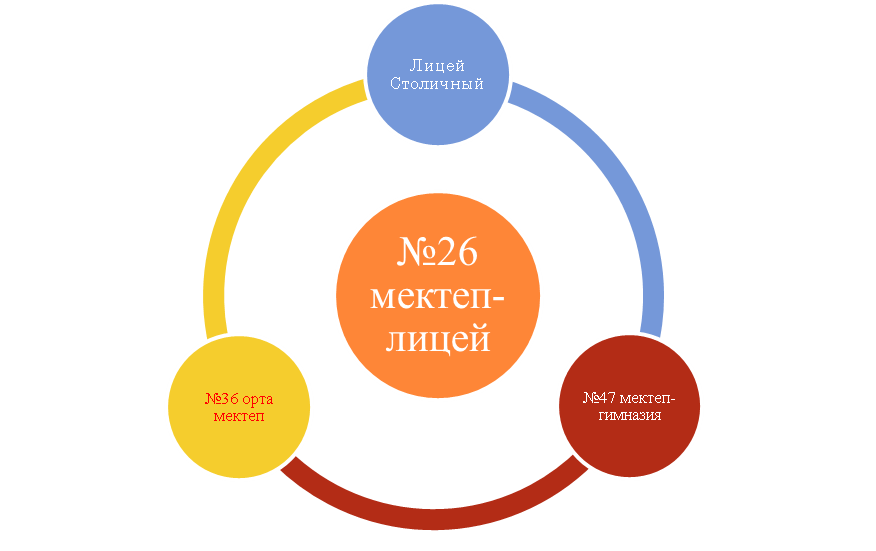 Лицей
Столичный
№26
мектеп-
лицей
№36 орта
мектеп
№47 мектеп-
гимназия